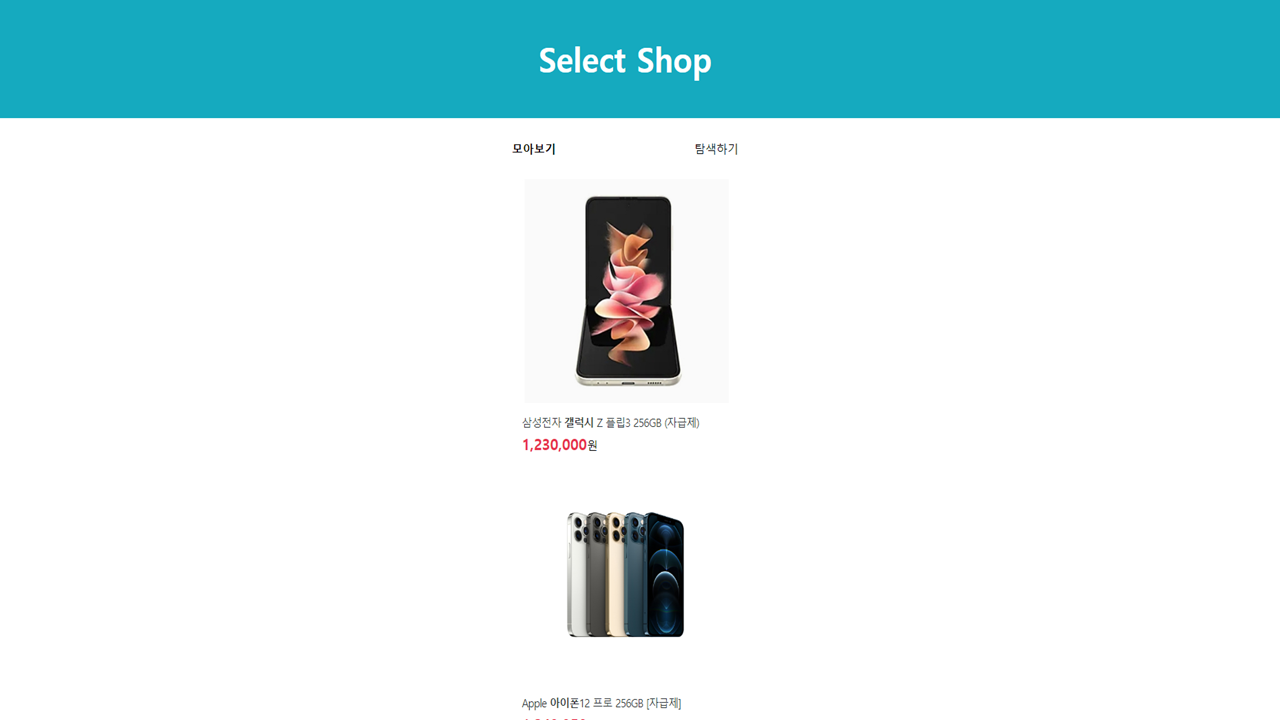 Select Shop
모아보기 탐색하기
삼성전자 갤럭시 Z 플립3 256GB (자급제)
1,230,000원
Apple 아이폰12 프로 256GB [자급제]